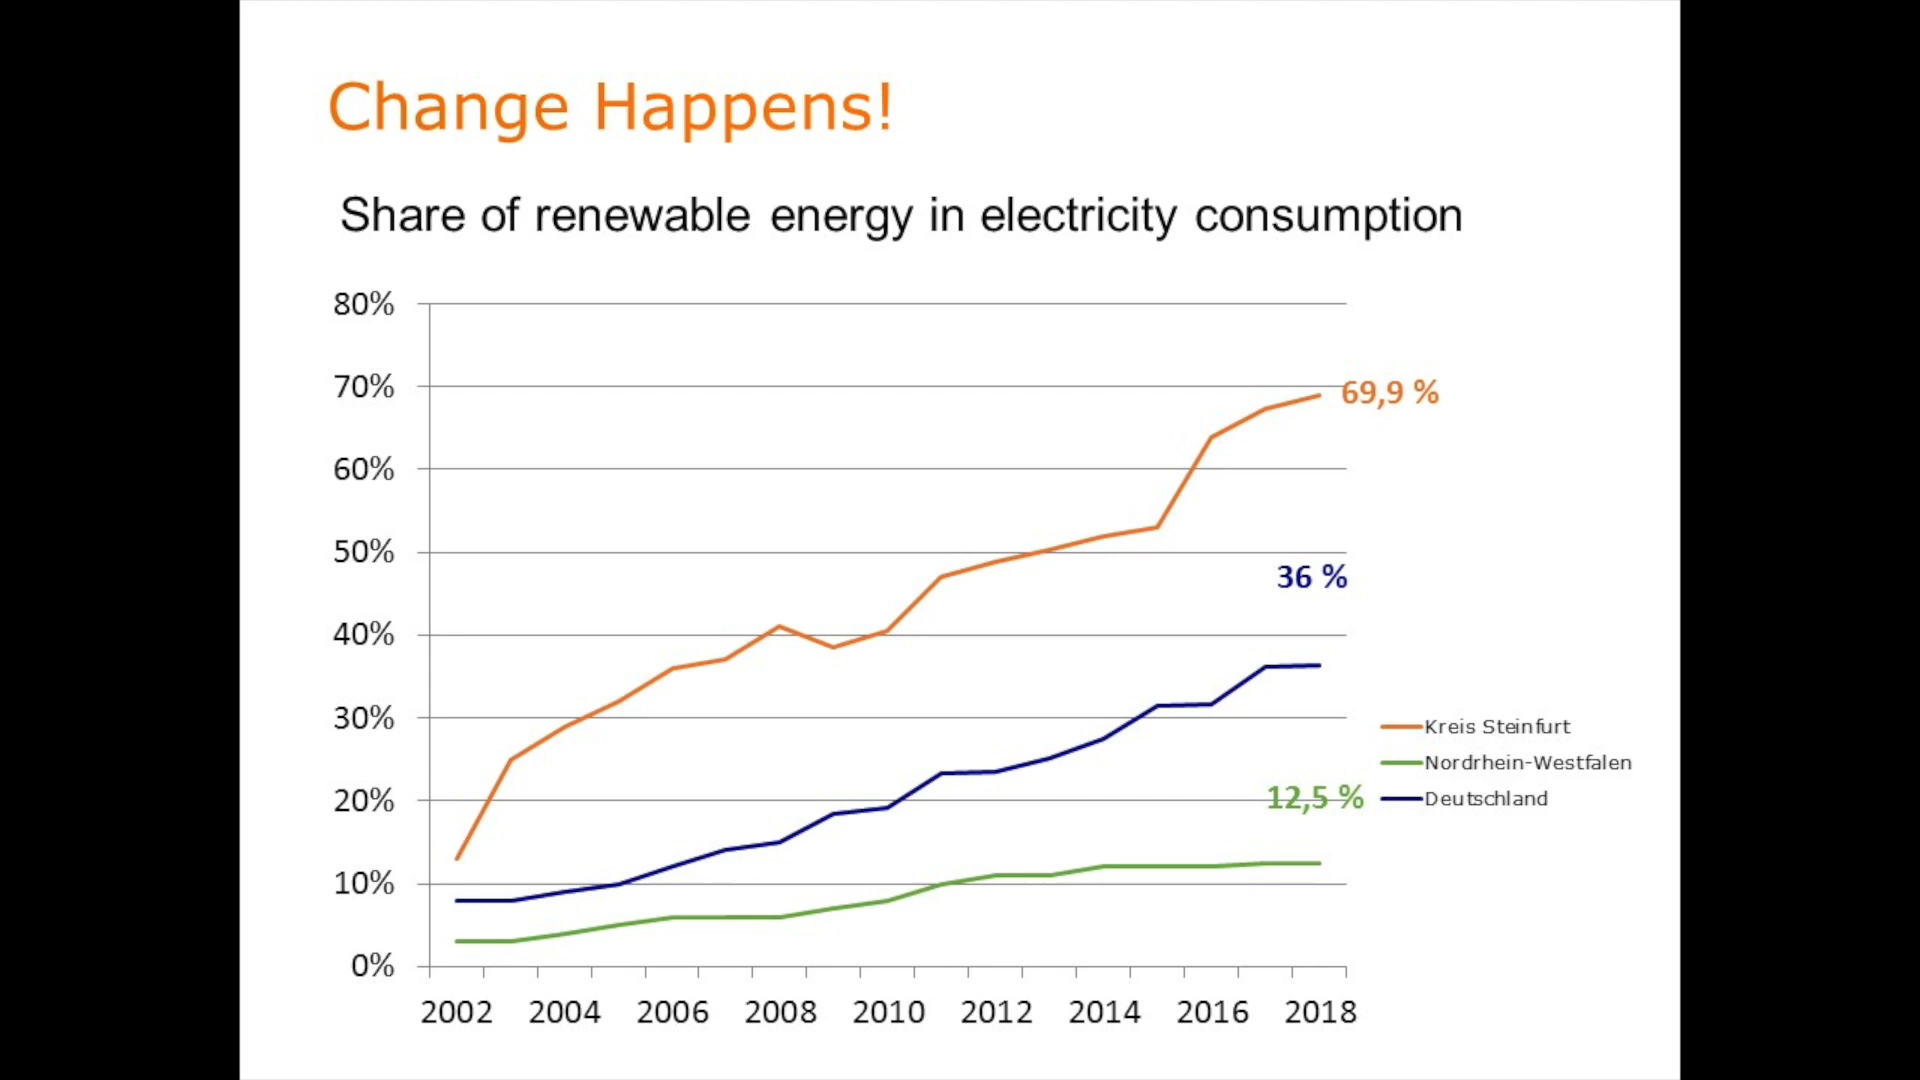 Change Happens!
Share of renewable energy in electricity consumption
80%
70%
60%
50%
40%
30%
20%
10%
0%
69,9 %
36 %
12,5 %
Kreis Steinfurt
Nordrhein-Westfalen
Deutschland
2002 2004 2006 2008 2010 2012 2014 2016 2018